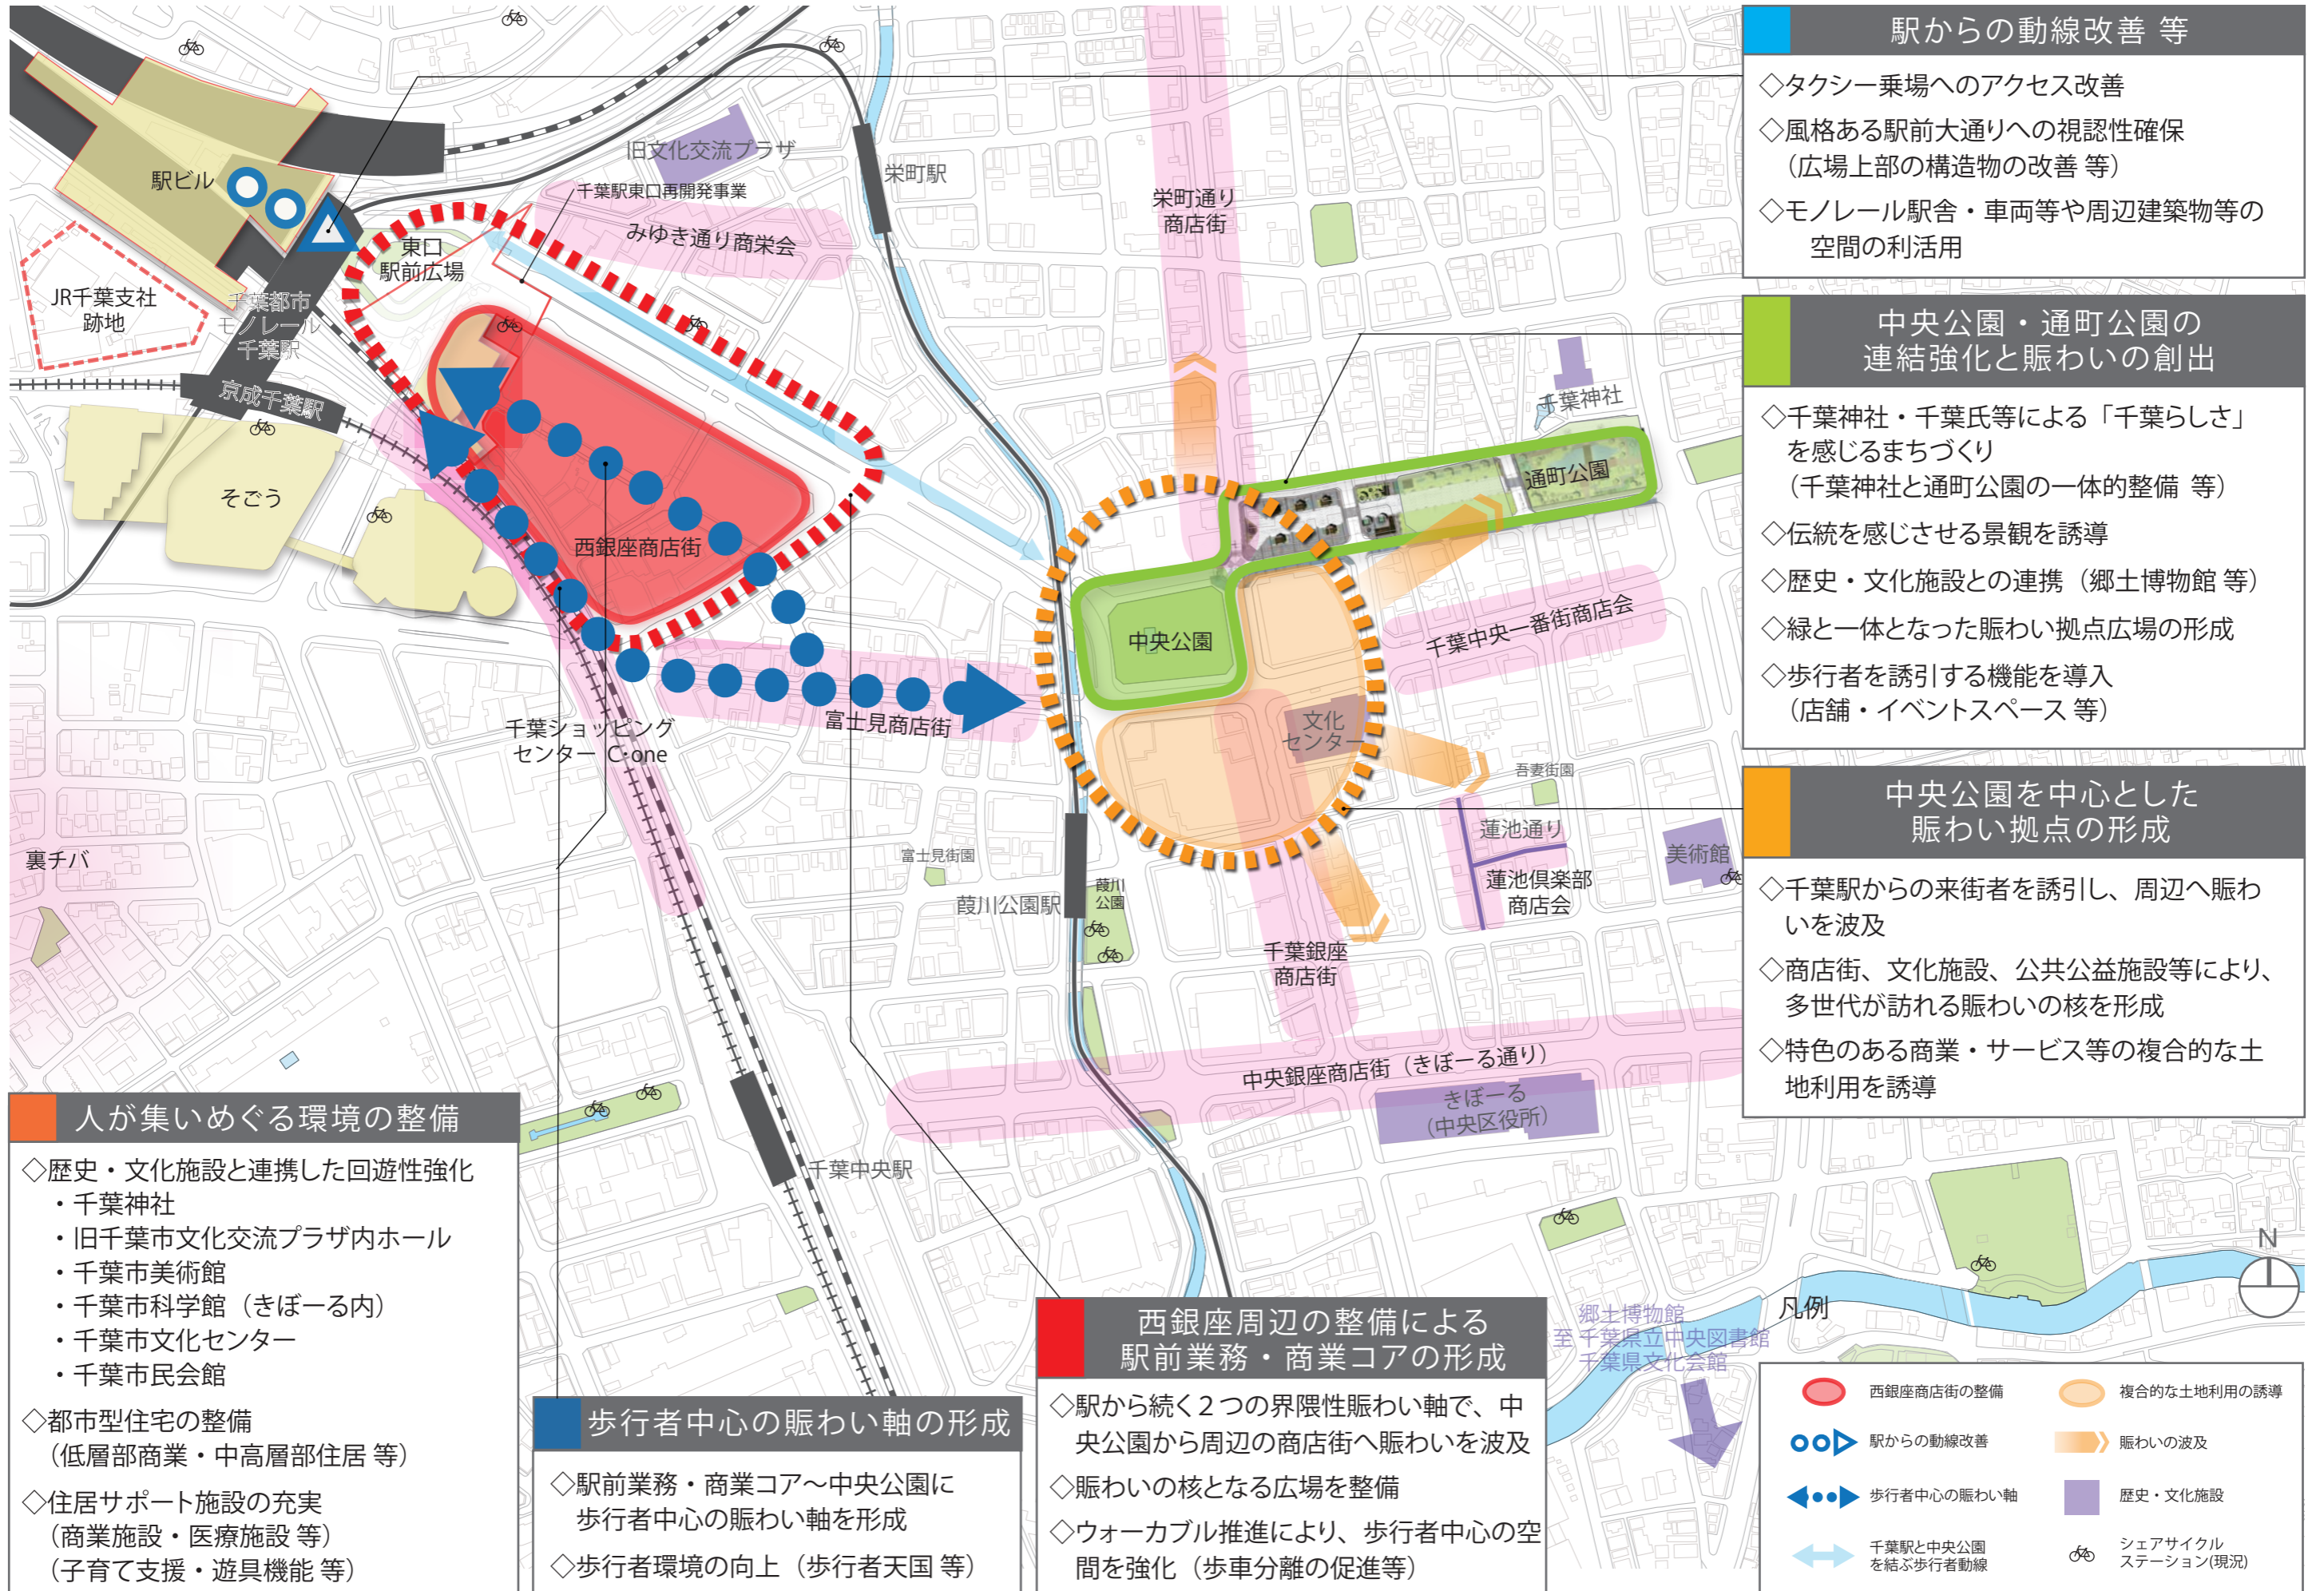 駅からの動線改善 等
◇タクシー乗場へのアクセス改善
◇風格ある駅前大通りへの視認性確保
（広場上部の構造物の改善 等）
◇モノレール駅舎・車両等や周辺建築物等の
空間の利活用
中央公園・通町公園の
連結強化と賑わいの創出
◇千葉神社・千葉氏等による「千葉らしさ」
を感じるまちづくり
（千葉神社と通町公園の一体的整備 等）
◇伝統を感じさせる景観を誘導
◇歴史・文化施設との連携（郷土博物館 等）
◇緑と一体となった賑わい拠点広場の形成
◇歩行者を誘引する機能を導入
（店舗・イベントスペース 等）
中央公園を中心とした
賑わい拠点の形成
◇千葉駅からの来街者を誘引し、周辺へ賑わ
いを波及
◇商店街、文化施設、公共公益施設等により、
多世代が訪れる賑わいの核を形成
◇特色のある商業・サービス等の複合的な土
地利用を誘導
駅ビル
旧文化交流プラザ
千葉駅東口再開発事業
みゆき通り商栄会
栄町駅
栄町通り
商店街
東口
駅前広場
JR千葉支社
跡地
千葉都市
モノレール
千葉駅
京成千葉駅
そごう
西銀座商店街
千葉神社
通町公園
中央公園
千葉中央一番街商店会
千葉ショッピング
センター C・one
富士見商店街
文化
センター
吾妻街園
蓮池通り
美術館
裏チバ
富士見街園
葭川
公園
葭川公園駅
蓮池倶楽部
商店会
千葉銀座
商店街
中央銀座商店街（きぼーる通り）
きぼーる
（中央区役所）
千葉中央駅
人が集いめぐる環境の整備
◇歴史・文化施設と連携した回遊性強化
・千葉神社
・旧千葉市文化交流プラザ内ホール
・千葉市美術館
・千葉市科学館（きぼーる内）
・千葉市文化センター
・千葉市民会館
◇都市型住宅の整備
（低層部商業・中高層部住居 等）
◇住居サポート施設の充実
（商業施設・医療施設 等）
（子育て支援・遊具機能 等）
歩行者中心の賑わい軸の形成
◇駅前業務・商業コア～中央公園に
歩行者中心の賑わい軸を形成
◇歩行者環境の向上（歩行者天国 等）
西銀座周辺の整備による
駅前業務・商業コアの形成
◇駅から続く２つの界隈性賑わい軸で、中
央公園から周辺の商店街へ賑わいを波及
◇賑わいの核となる広場を整備
◇ウォーカブル推進により、歩行者中心の空
間を強化（歩車分離の促進等）
郷土博物館
至 千葉県立中央図書館
千葉県文化会館
N
凡例
西銀座商店街の整備
複合的な土地利用の誘導
駅からの動線改善
賑わいの波及
歩行者中心の賑わい軸
歴史・文化施設
千葉駅と中央公園
を結ぶ歩行者動線
シェアサイクル
ステーション(現況)